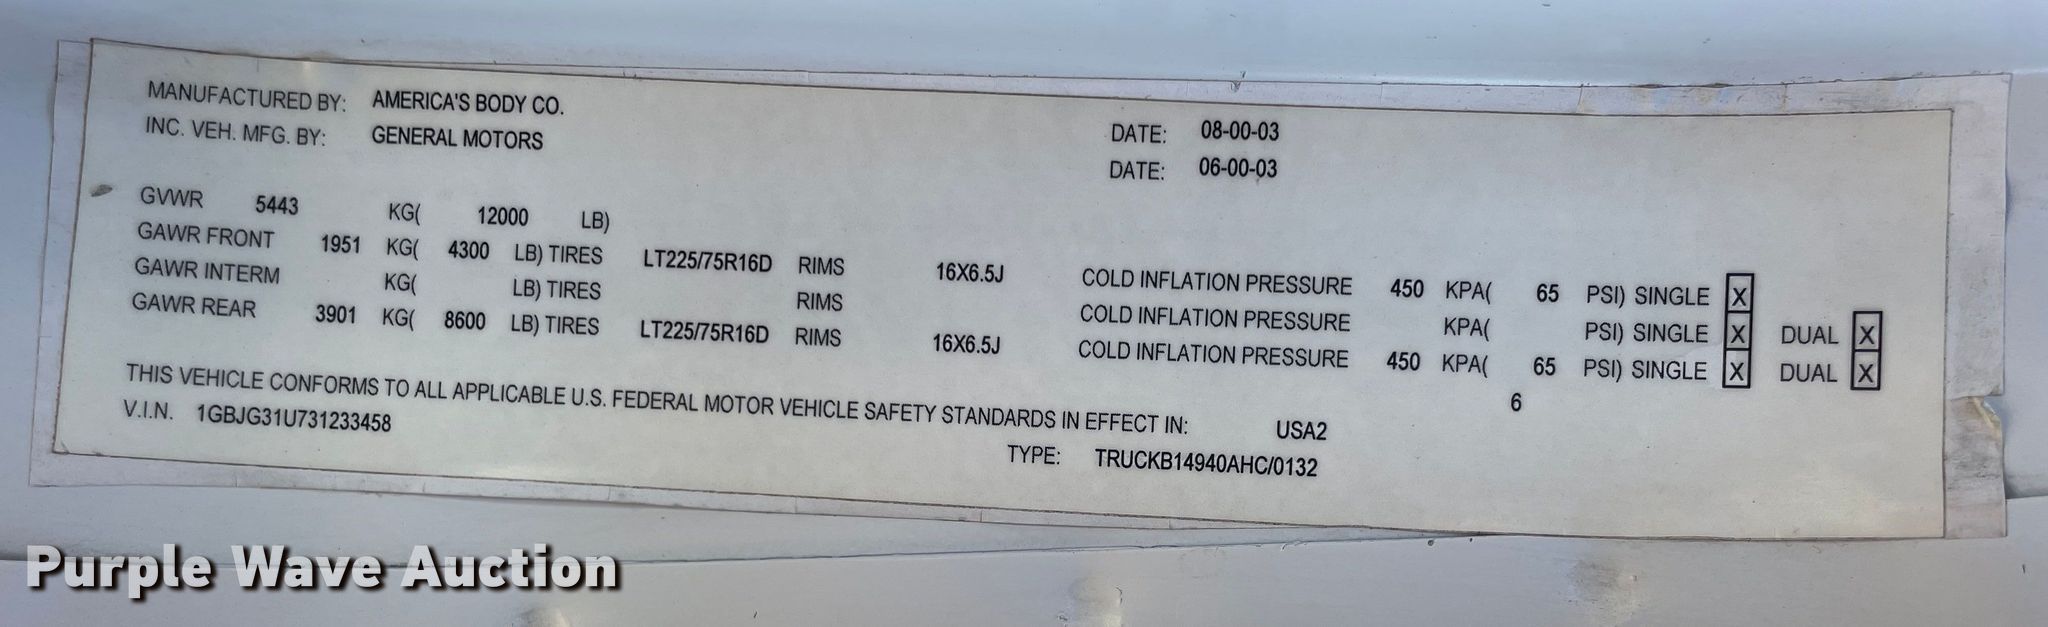 MANUFACTURED BY: AMERICA'S BODY CO. DATE: 08-00-03
INC. VEH. MFG. BY: GENERAL MOTORS DATE: 06-00-03
GVWR 5443 KG( 12000 LB)
GAWR FRONT 1951 KG( 4300 LB) TIRES LT225/75R16D RIMS 16X6.5J COLD INFLATION PRESSURE 450 KPA( 65 PSI) SINGLE X
GAWR INTERM KG( LB) TIRES RIMS COLD INFLATION PRESSURE KPA( PSI) SINGLE X DUAL X
GAWR REAR 3901 KG( 8600 LB) TIRES LT225/75R16D RIMS 16X6.5J COLD INFLATION PRESSURE 450 KPA( 65 PSI) SINGLE X DUAL X
6
THIS VEHICLE CONFORMS TO ALL APPLICABLE U.S. FEDERAL MOTOR VEHICLE SAFETY STANDARDS IN EFFECT IN: USA2
V.I.N. 1GBJG31U731233458 TYPE: TRUCKB14940AHC/0132
Purple Wave Auction